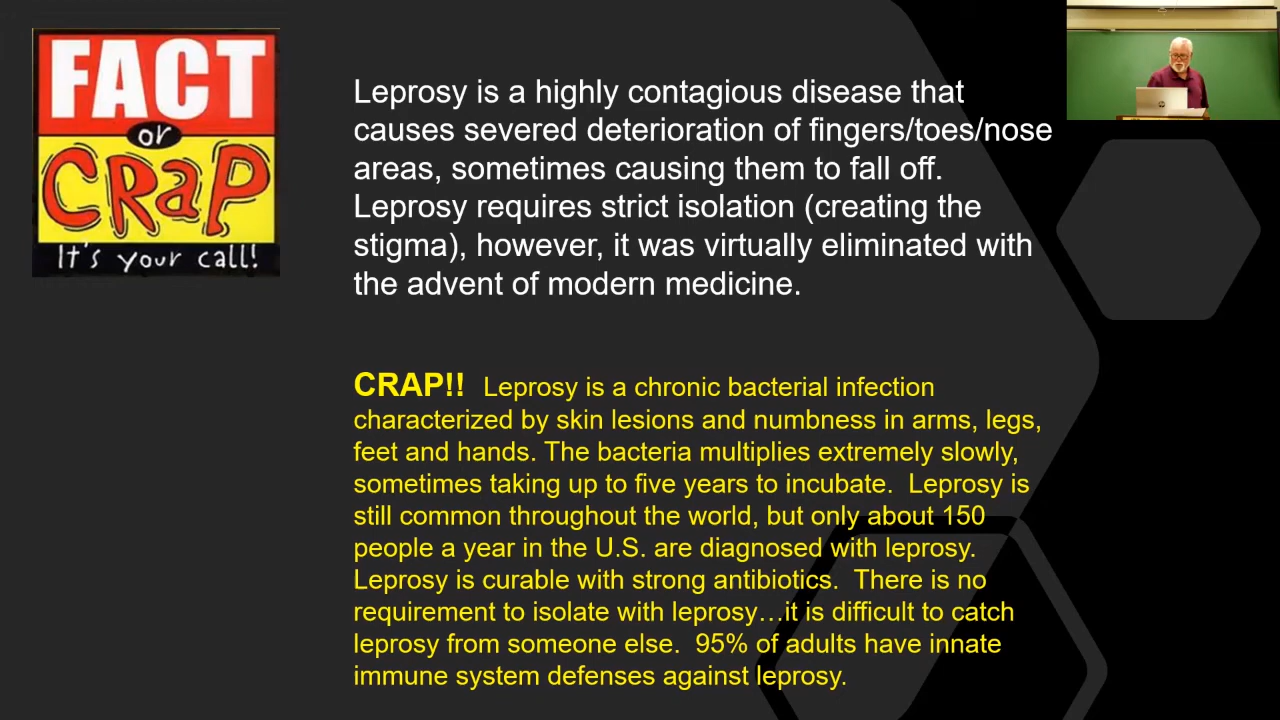 FACT
or
CRAP
It's your call!
Leprosy is a highly contagious disease that
causes severed deterioration of fingers/toes/nose
areas, sometimes causing them to fall off.
Leprosy requires strict isolation (creating the
stigma), however, it was virtually eliminated with
the advent of modern medicine.
CRAP!! Leprosy is a chronic bacterial infection
characterized by skin lesions and numbness in arms, legs,
feet and hands. The bacteria multiplies extremely slowly,
sometimes taking up to five years to incubate. Leprosy is
still common throughout the world, but only about 150
people a year in the U.S. are diagnosed with leprosy.
Leprosy is curable with strong antibiotics. There is no
requirement to isolate with leprosy…it is difficult to catch
leprosy from someone else. 95% of adults have innate
immune system defenses against leprosy.